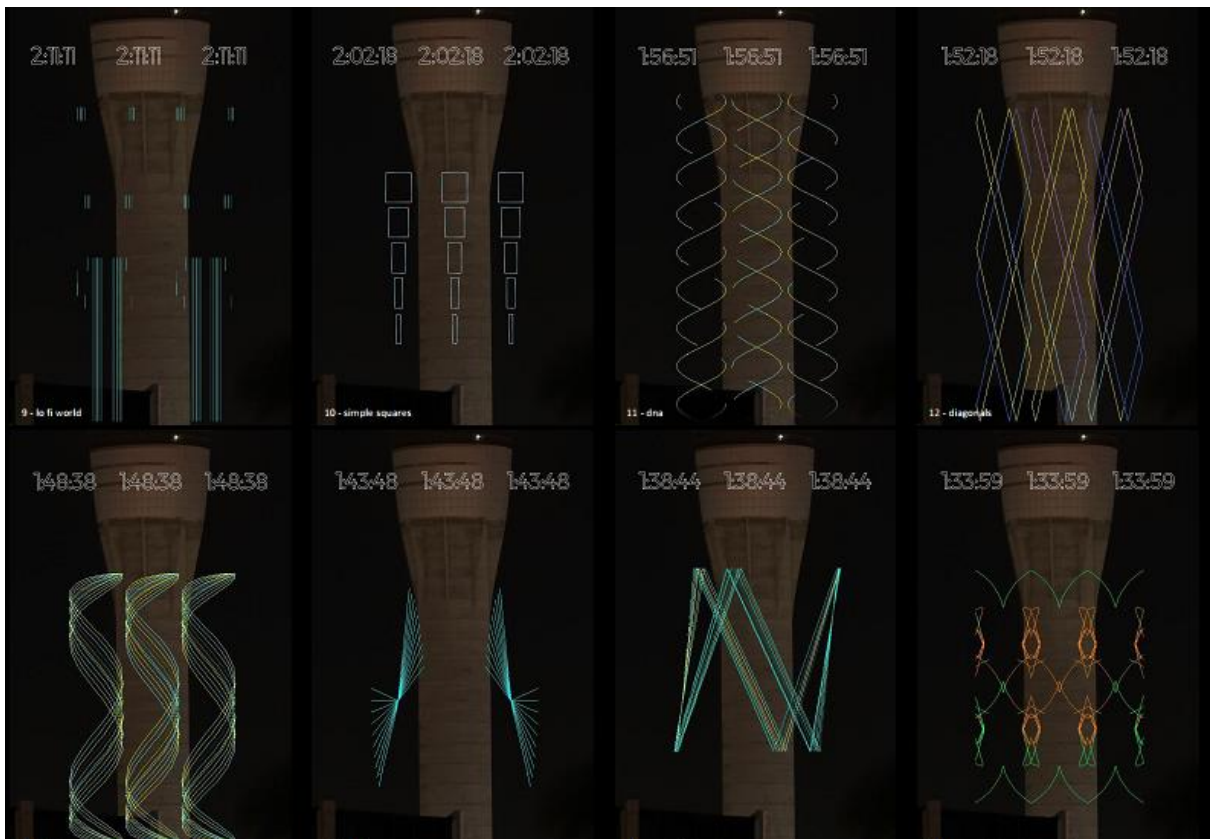 2:11:11 2:11:11 2:11:11
2:02:18 2:02:18 2:02:18
1:56:51 1:56:51 1:56:51
1:52:18 1:52:18 1:52:18
9 - lo fi world
10 - simple squares
11 - dna
12 - diagonals
1:48:38 1:48:38 1:48:38
1:43:48 1:43:48 1:43:48
1:38:44 1:38:44 1:38:44
1:33:59 1:33:59 1:33:59